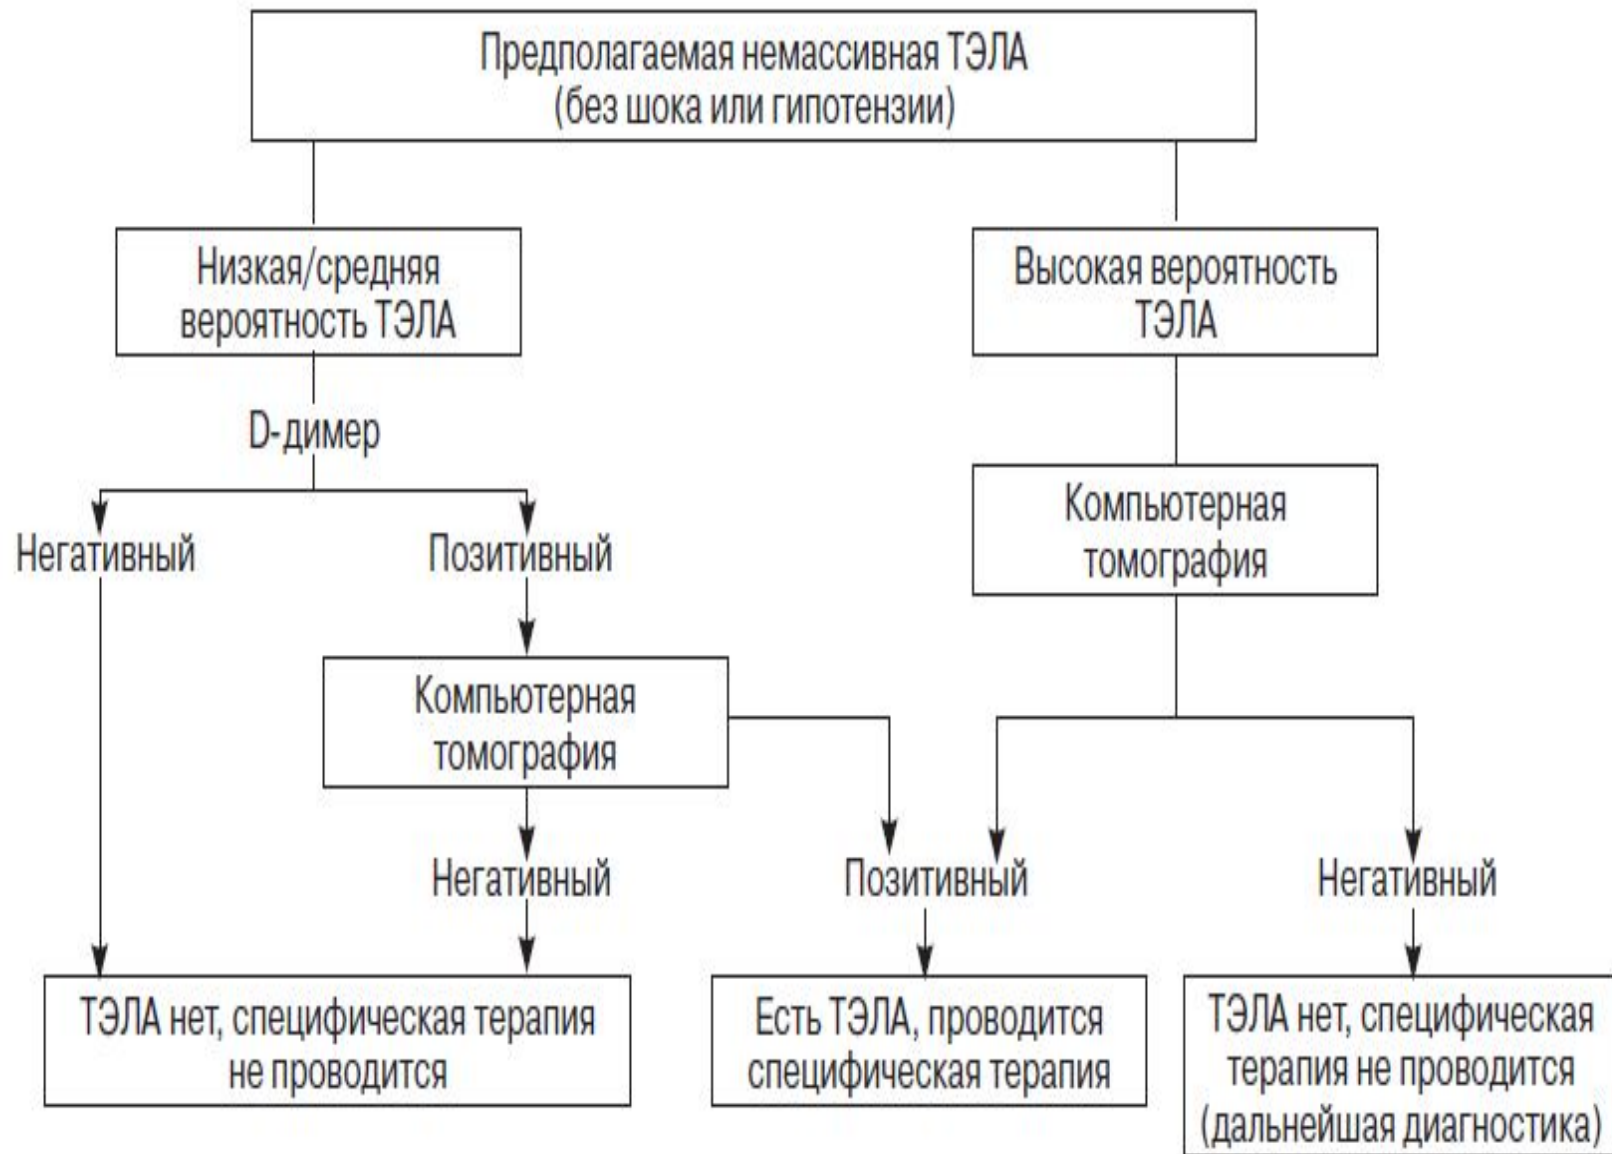 Предполагаемая немассивная ТЭЛА
(без шока или гипотензии)
Низкая/средняя
вероятность ТЭЛА
Высокая вероятность
ТЭЛА
D-димер
Компьютерная
томография
Негативный
Позитивный
Компьютерная
томография
Негативный
Позитивный
Негативный
ТЭЛА нет, специфическая терапия
не проводится
Есть ТЭЛА, проводится
специфическая терапия
ТЭЛА нет, специфическая
терапия не проводится
(дальнейшая диагностика)